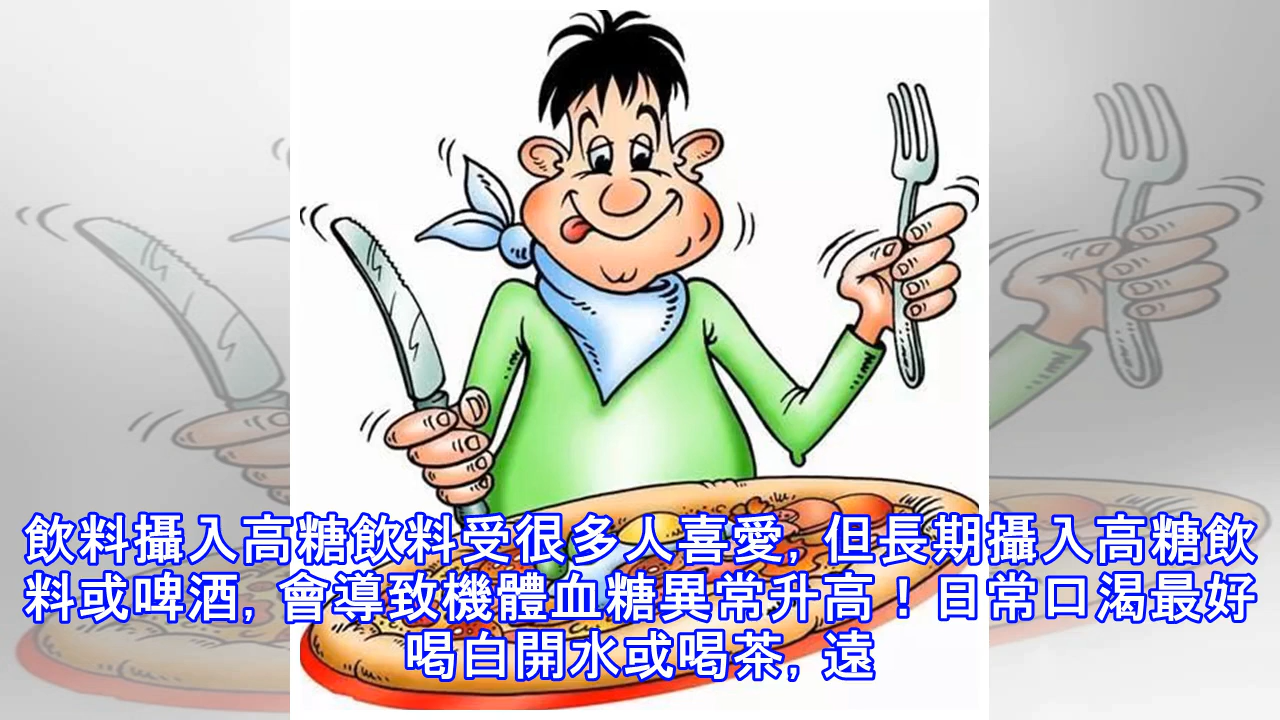 飲料攝入高糖飲料受很多人喜愛, 但長期攝入高糖飲
料或啤酒, 會導致機體血糖異常升高！日常口渴最好
喝白開水或喝茶, 遠